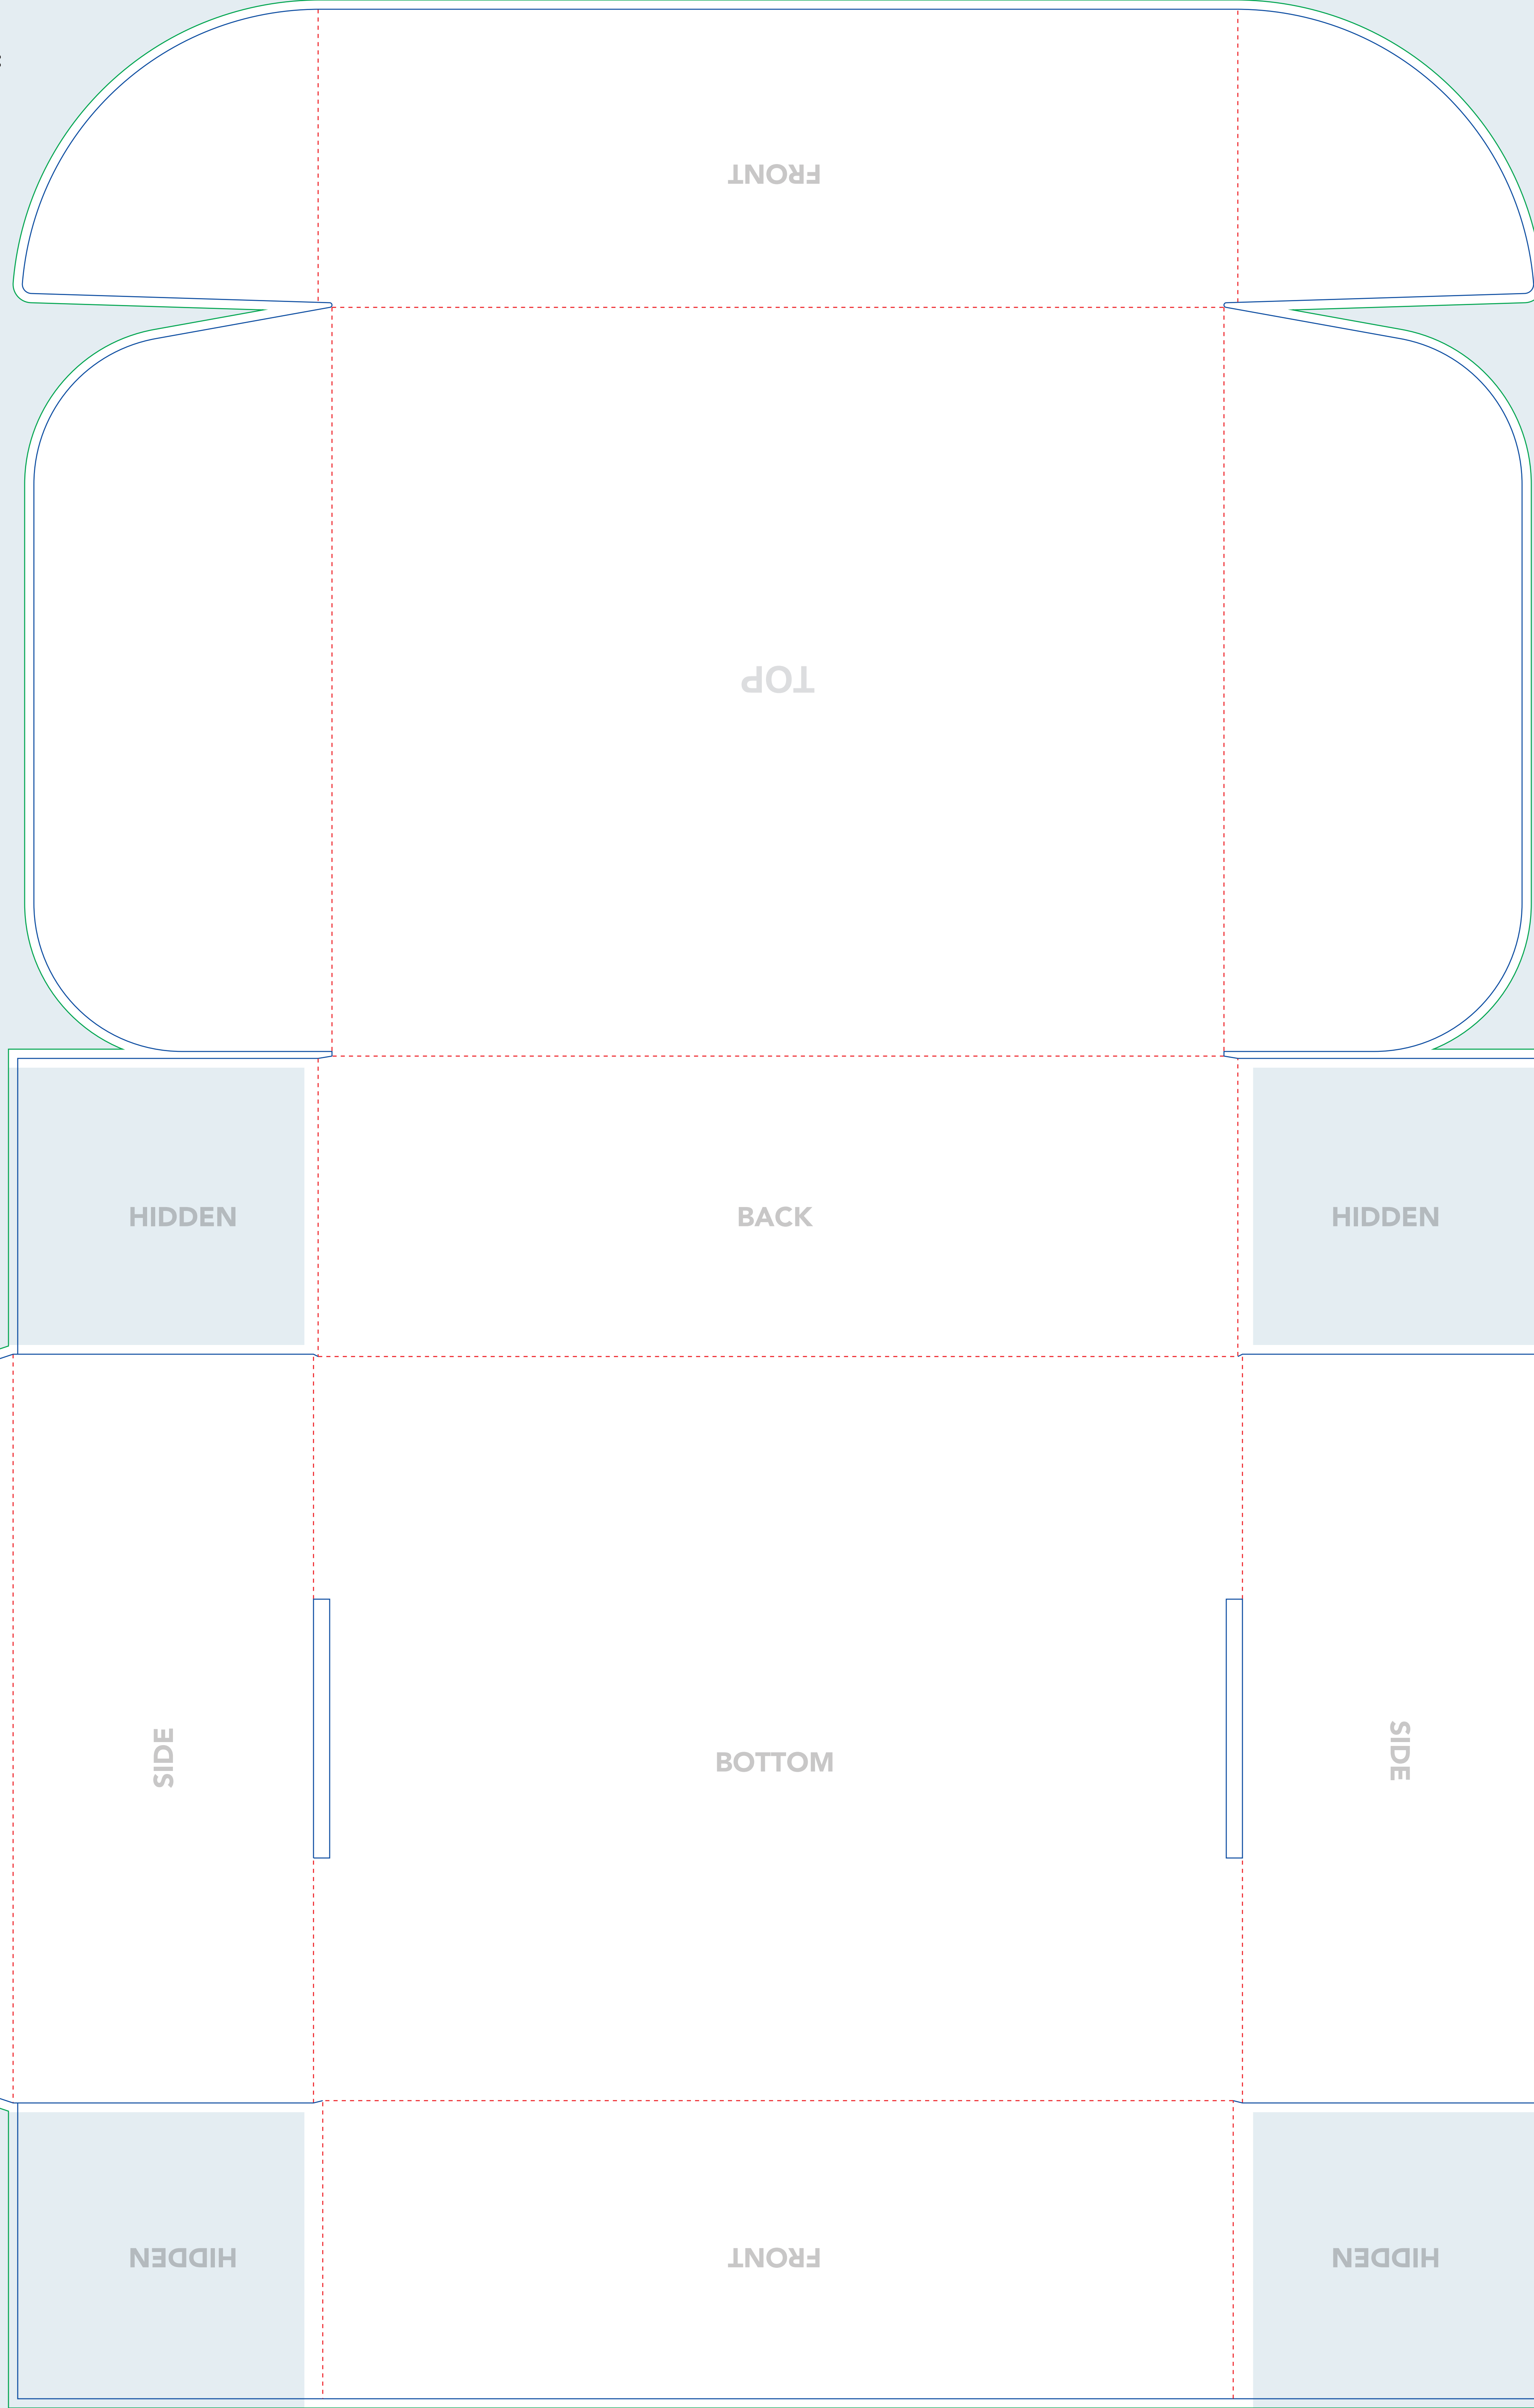 FRONT
TOP
HIDDEN
BACK
HIDDEN
SIDE
BOTTOM
SIDE
HIDDEN
FRONT
HIDDEN